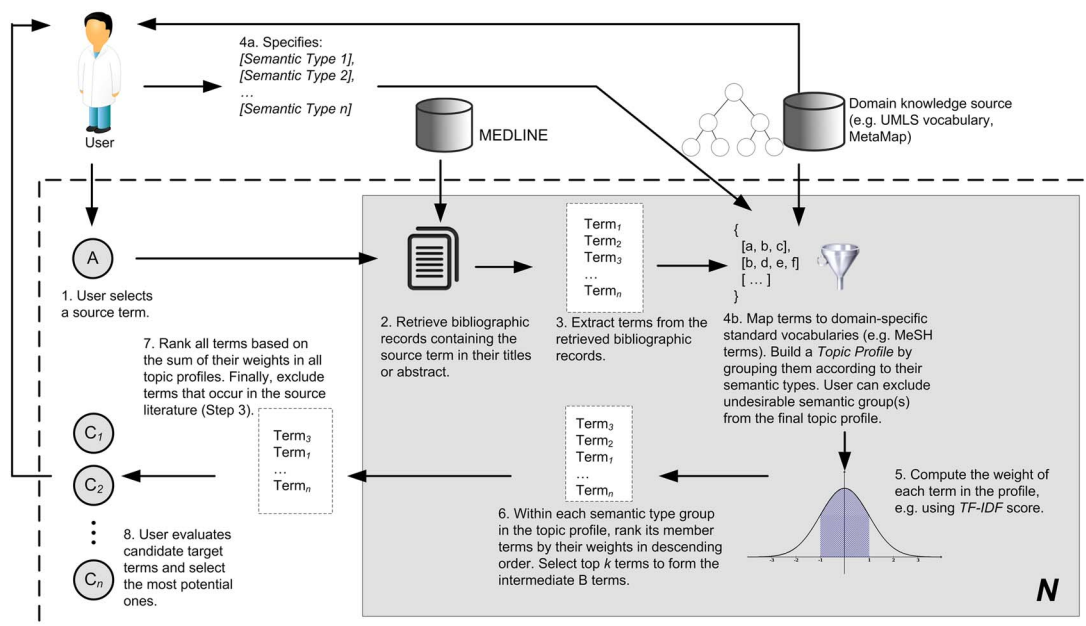 4a. Specifies:
[Semantic Type 1],
[Semantic Type 2],
…
[Semantic Type n]
User
MEDLINE
Domain knowledge source
(e.g. UMLS vocabulary,
MetaMap)
A
1. User selects
a source term.
2. Retrieve bibliographic
records containing the
source term in their titles
or abstract.
Term1
Term2
Term3
…
Termn
3. Extract terms from the
retrieved bibliographic
records.
{
[a, b, c],
[b, d, e, f]
[ … ]
}
4b. Map terms to domain-specific
standard vocabularies (e.g. MeSH
terms). Build a Topic Profile by
grouping them according to their
semantic types. User can exclude
undesirable semantic group(s)
from the final topic profile.
5. Compute the weight of
each term in the profile,
e.g. using TF-IDF score.
-3 -2 -1 1 2 3
Term3
Term2
Term1
…
Termn
6. Within each semantic type group
in the topic profile, rank its member
terms by their weights in descending
order. Select top k terms to form the
intermediate B terms.
N
7. Rank all terms based on
the sum of their weights in all
topic profiles. Finally, exclude
terms that occur in the source
literature (Step 3).
Term3
Term1
…
Termn
C1
C2
Cn
8. User evaluates
candidate target
terms and select
the most potential
ones.